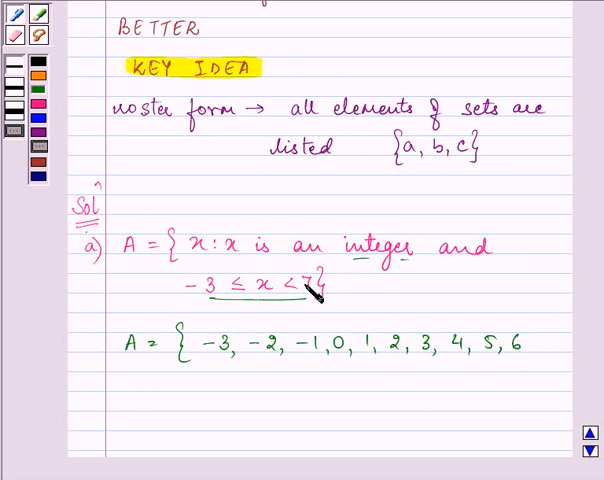 BETTER
KEY IDEA
roster form → all elements of sets are
listed {a, b, c}
Solⁿ
a) A = { x : x is an integer and
-3 ≤ x < 7}
A = { -3, -2, -1, 0, 1, 2, 3, 4, 5, 6